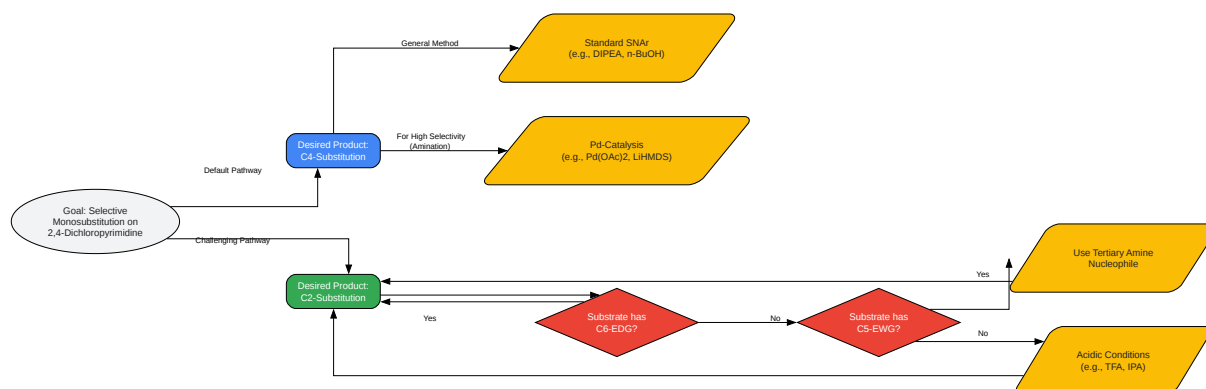 General Method
Standard SNAr
(e.g., DIPEA, n-BuOH)
Desired Product:
C4-Substitution
For High Selectivity
(Amination)
Pd-Catalysis
(e.g., Pd(OAc)2, LiHMDS)
Default Pathway
Goal: Selective
Monosubstitution on
2,4-Dichloropyrimidine
Challenging Pathway
Desired Product:
C2-Substitution
Yes
Use Tertiary Amine
Nucleophile
Yes
Substrate has
C6-EDG?
No
Substrate has
C5-EWG?
No
Acidic Conditions
(e.g., TFA, IPA)